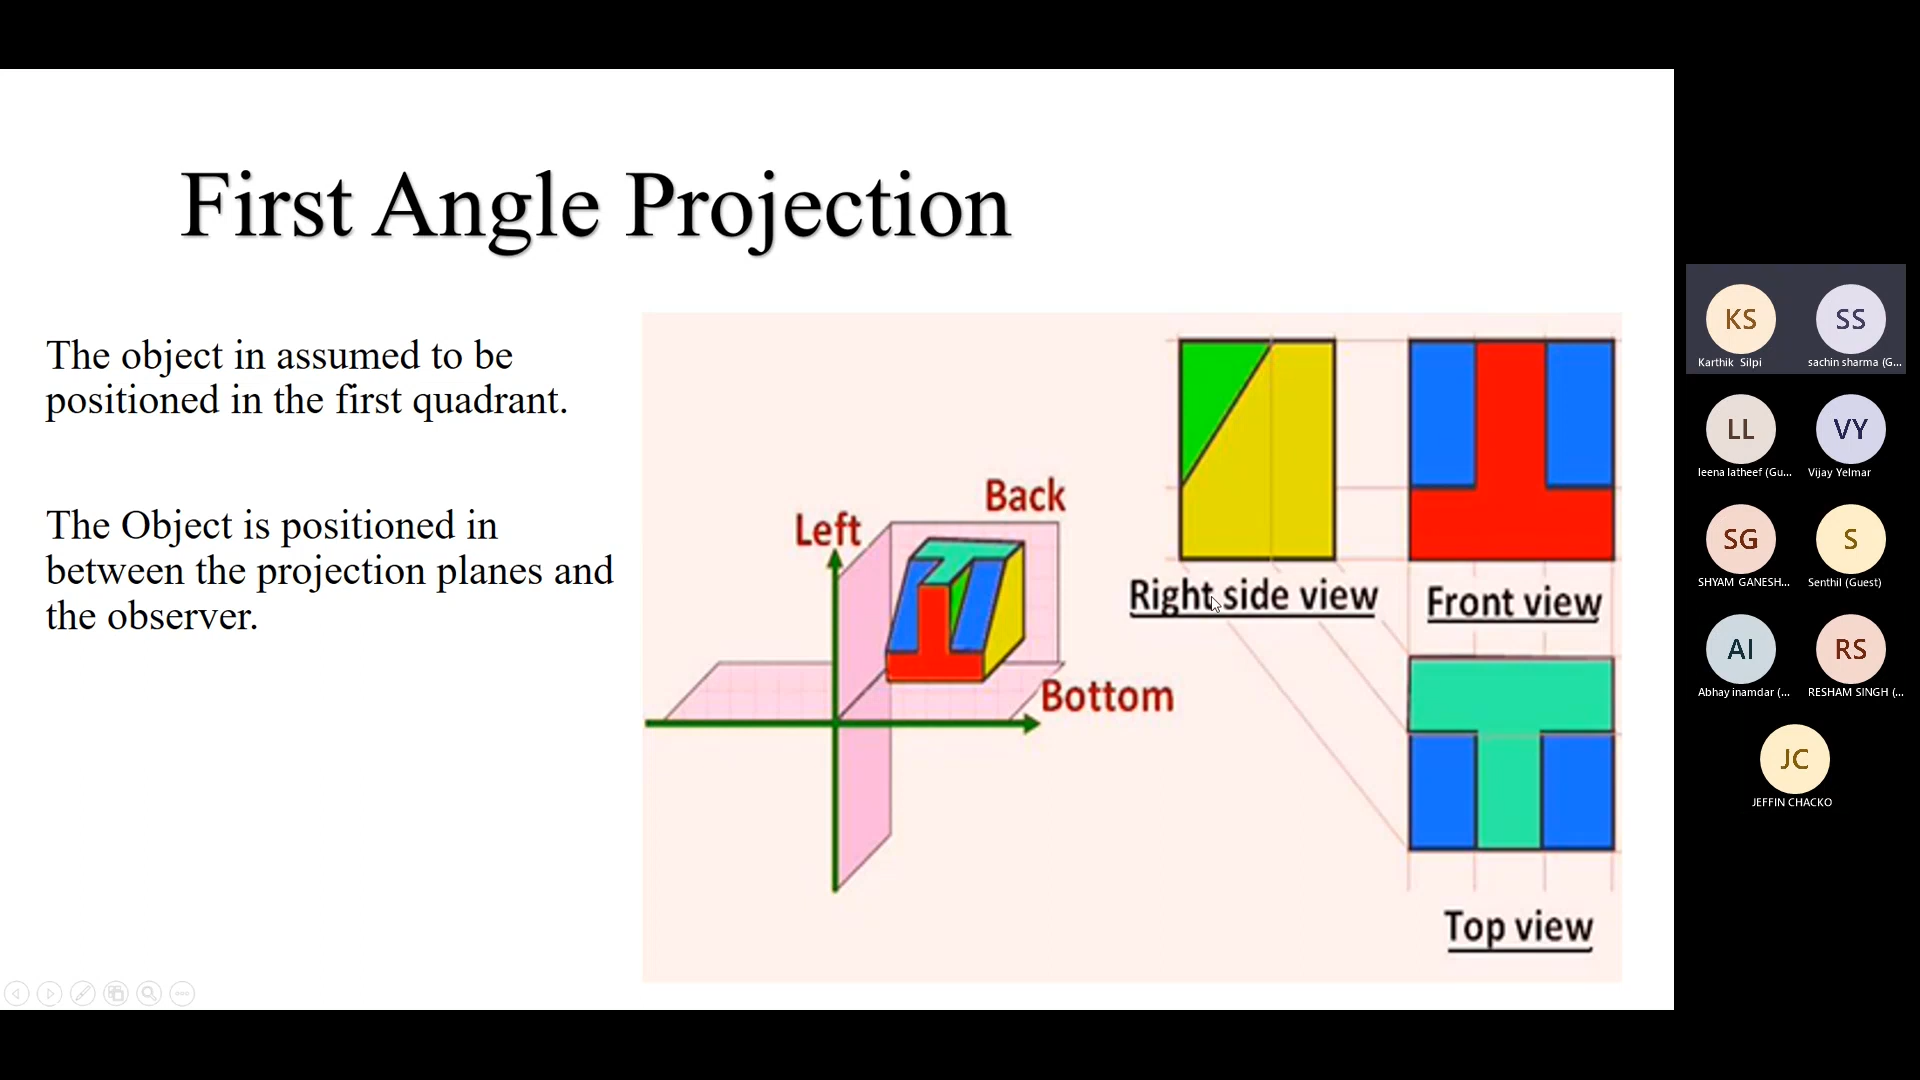 First Angle Projection
The object in assumed to be
positioned in the first quadrant.
The Object is positioned in
between the projection planes and
the observer.
Left
Back
Bottom
Right side view
Front view
Top view
KS
Karthik Silpi
SS
sachin sharma (G...
LL
leena latheef (Gu...
VY
Vijay Yelmar
SG
SHYAM GANESH...
S
Senthil (Guest)
AI
Abhay inamdar (...
RS
RESHAM SINGH (...
JC
JEFFIN CHACKO